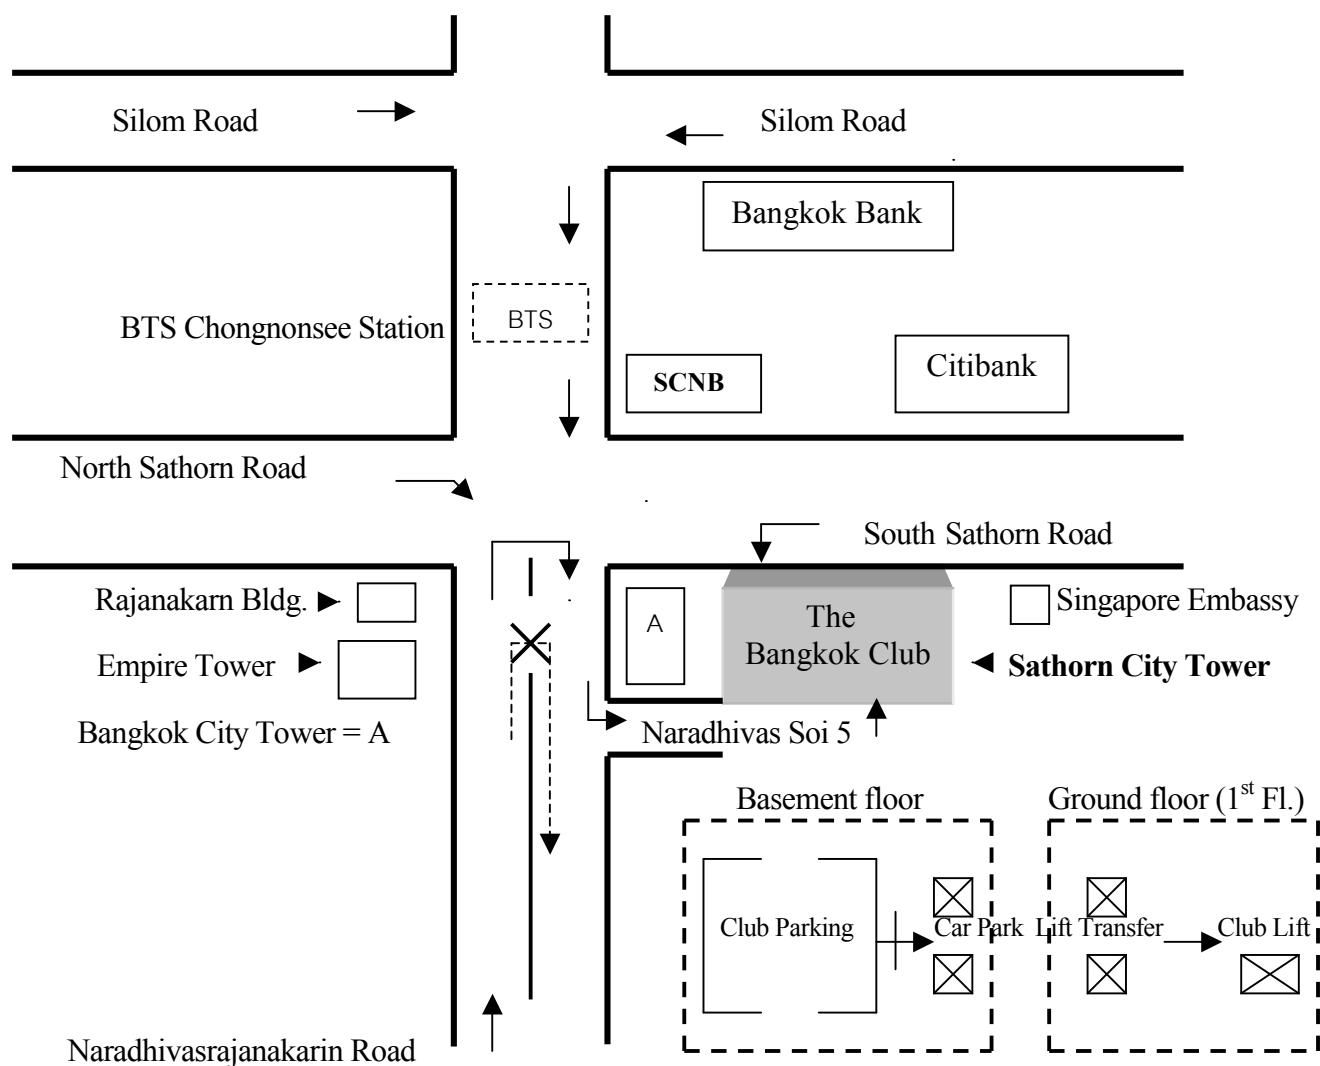 Silom Road
Silom Road
Bangkok Bank
BTS Chongnonsee Station
BTS
SCNB
Citibank
North Sathorn Road
South Sathorn Road
Rajanakarn Bldg.
A
The
Bangkok Club
Singapore Embassy
Empire Tower
Sathorn City Tower
Bangkok City Tower = A
Naradhivas Soi 5
Basement floor
Ground floor (1st Fl.)
Club Parking
Car Park
Lift Transfer
Club Lift
Naradhivasrajanakarin Road